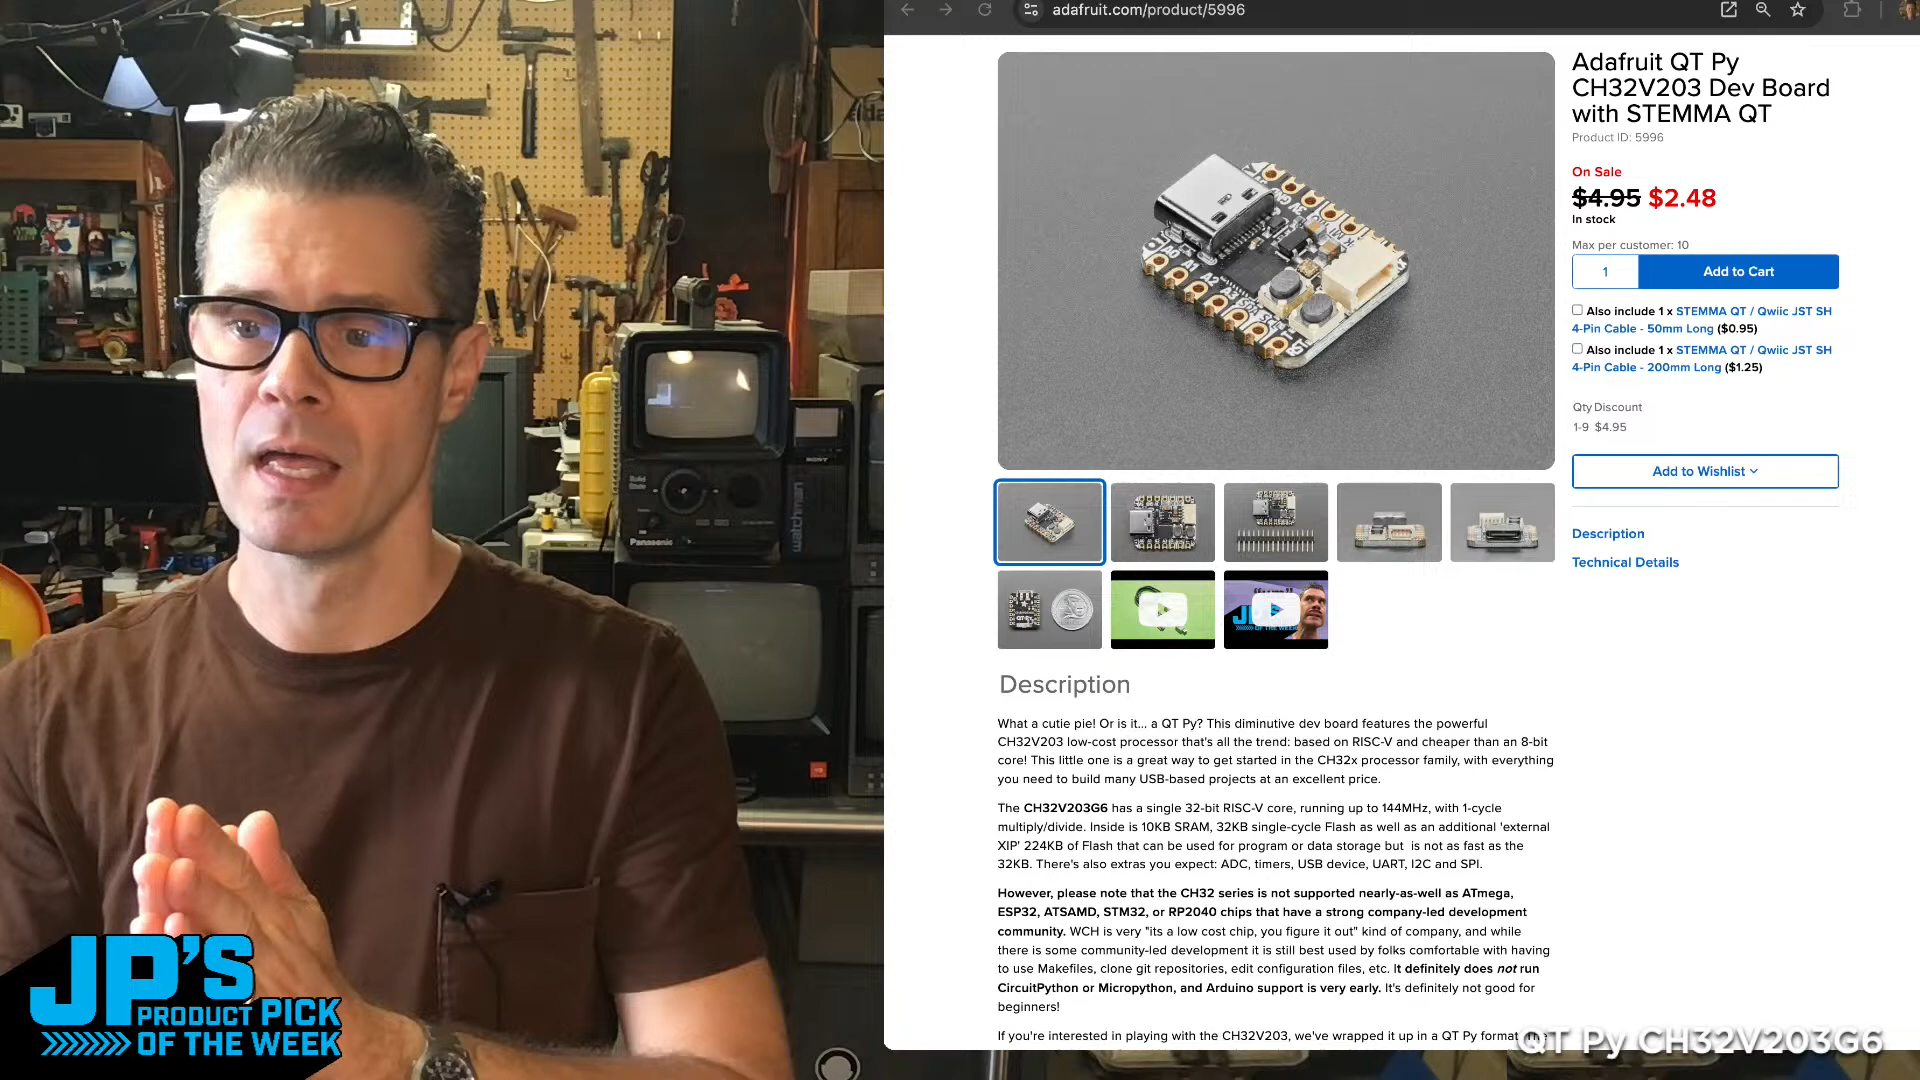 adafruit.com/product/5996
Adafruit QT Py
CH32V203 Dev Board
with STEMMA QT
Product ID: 5996
On Sale
$4.95 $2.48
In stock
Max per customer: 10
1
Add to Cart
Also include 1 x STEMMA QT / Qwiic JST SH
4-Pin Cable - 50mm Long ($0.95)
Also include 1 x STEMMA QT / Qwiic JST SH
4-Pin Cable - 200mm Long ($1.25)
Qty Discount
1-9 $4.95
Add to Wishlist
Description
Technical Details
A0
A1
A2
Description
What a cutie pie! Or is it... a QT Py? This diminutive dev board features the powerful
CH32V203 low-cost processor that's all the trend: based on RISC-V and cheaper than an 8-bit
core! This little one is a great way to get started in the CH32x processor family, with everything
you need to build many USB-based projects at an excellent price.
The CH32V203G6 has a single 32-bit RISC-V core, running up to 144MHz, with 1-cycle
multiply/divide. Inside is 10KB SRAM, 32KB single-cycle Flash as well as an additional 'external
XIP' 224KB of Flash that can be used for program or data storage but is not as fast as the
32KB. There's also extras you expect: ADC, timers, USB device, UART, I2C and SPI.
However, please note that the CH32 series is not supported nearly-as-well as ATmega,
ESP32, ATSAMD, STM32, or RP2040 chips that have a strong company-led development
community. WCH is very "its a low cost chip, you figure it out" kind of company, and while
there is some community-led development it is still best used by folks comfortable with having
to use Makefiles, clone git repositories, edit configuration files, etc. It definitely does not run
CircuitPython or Micropython, and Arduino support is very early. It's definitely not good for
beginners!
If you're interested in playing with the CH32V203, we've wrapped it up in a QT Py format.
QT Py CH32V203G6
JP'S
PRODUCT PICK
OF THE WEEK
Solid State
Panasonic
SONY
watchman